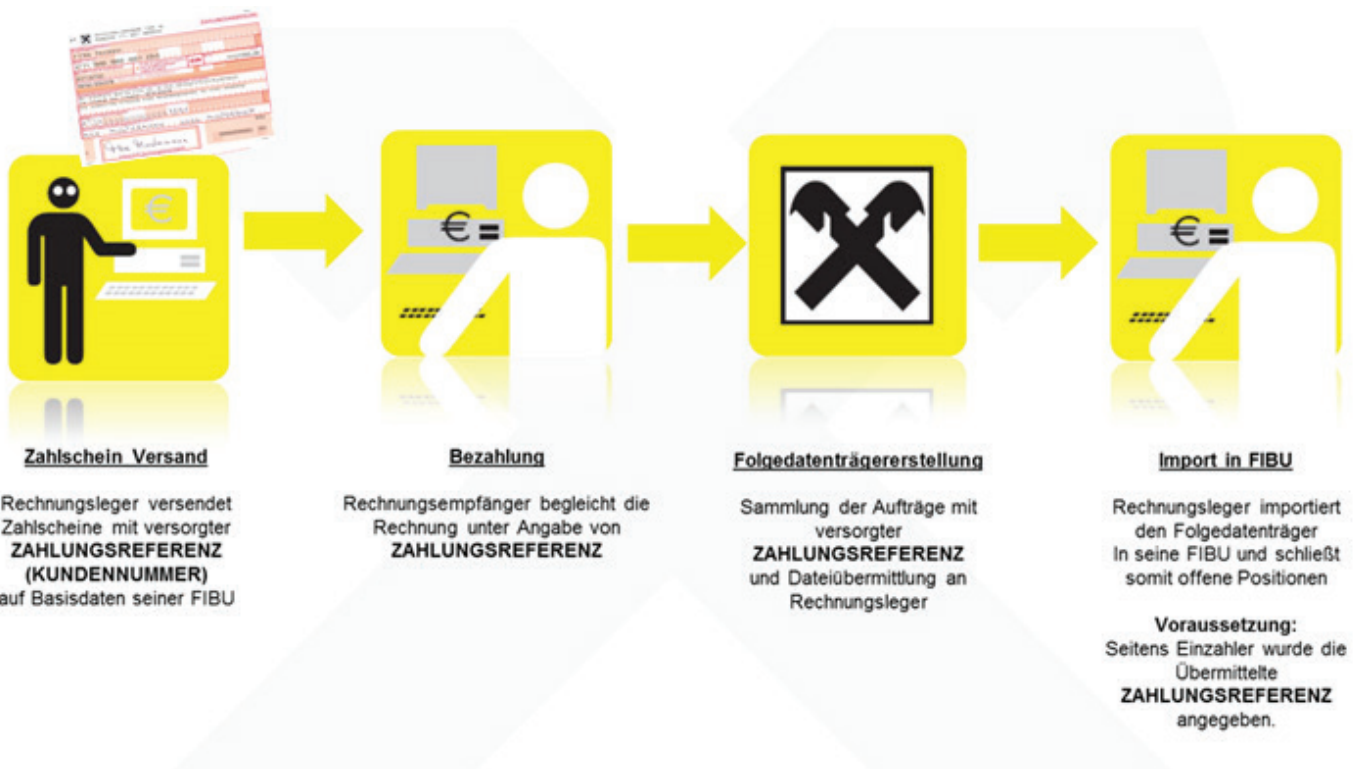 ZAHLUNGSANWEISUNG
€
€ =
€ =
Zahlschein Versand
Rechnungsleger versendet
Zahlscheine mit versorgter
ZAHLUNGSREFERENZ
(KUNDENNUMMER)
auf Basisdaten seiner FIBU
Bezahlung
Rechnungsempfänger begleicht die
Rechnung unter Angabe von
ZAHLUNGSREFERENZ
Folgedatenträgererstellung
Sammlung der Aufträge mit
versorgter
ZAHLUNGSREFERENZ
und Dateiübermittlung an
Rechnungsleger
Import in FIBU
Rechnungsleger importiert
den Folgedatenträger
In seine FIBU und schließt
somit offene Positionen
Voraussetzung:
Seitens Einzahler wurde die
Übermittelte
ZAHLUNGSREFERENZ
angegeben.